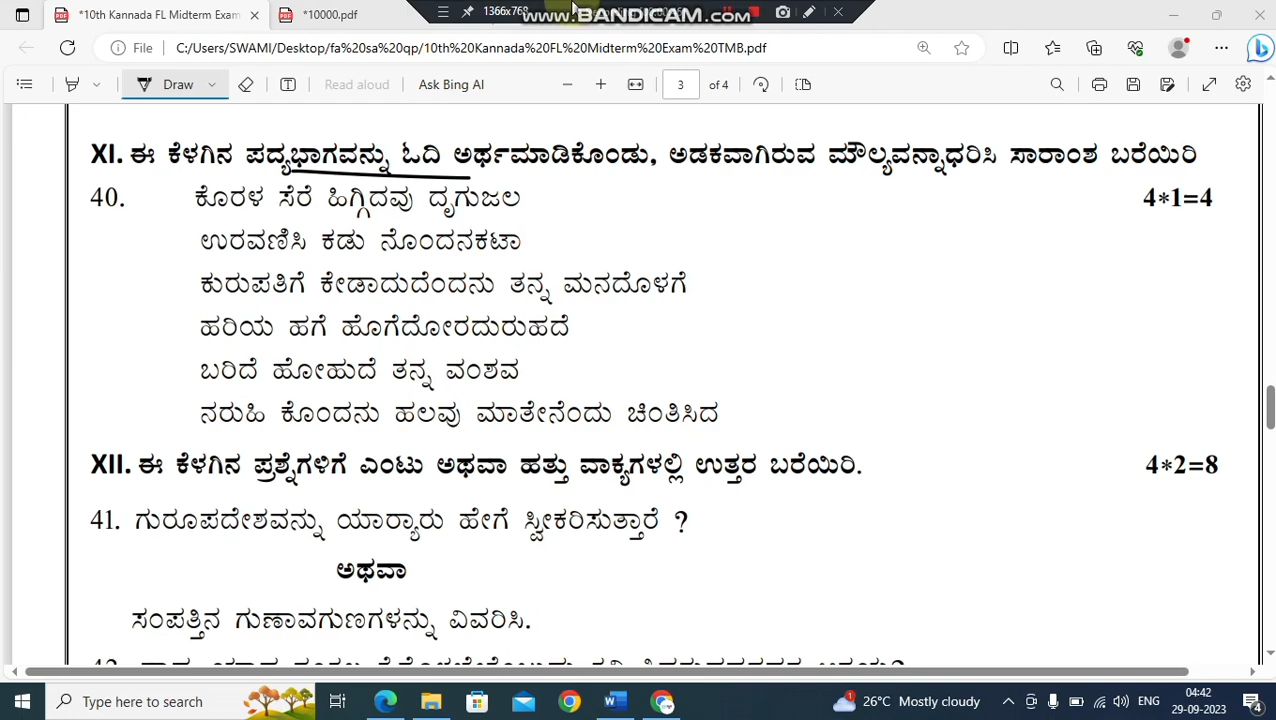 *10th Kannada FL Midterm Exam
*10000.pdf
1366x768
www.BANDICAM.com
File
C:/Users/SWAMI/Desktop/fa%20sa%20qp/10th%20Kannada%20FL%20Midterm%20Exam%20TMB.pdf
Draw
Read aloud
Ask Bing AI
3
of 4
XI. ಈ ಕೆಳಗಿನ ಪದ್ಯಭಾಗವನ್ನು ಓದಿ ಅರ್ಥಮಾಡಿಕೊಂಡು, ಅಡಕವಾಗಿರುವ ಮೌಲ್ಯವನ್ನಾಧರಿಸಿ ಸಾರಾಂಶ ಬರೆಯಿರಿ
40. ಕೊರಳ ಸೆರೆ ಹಿಗ್ಗಿದವು ದೃಗುಜಲ 4*1=4
ಉರವಣಿಸಿ ಕಡು ನೊಂದನಕಟಾ
ಕುರುಪತಿಗೆ ಕೇಡಾದುದೆಂದನು ತನ್ನ ಮನದೊಳಗೆ
ಹರಿಯ ಹಗೆ ಹೊಗೆದೋರದುರುಹದೆ
ಬರಿದೆ ಹೋಹುದೆ ತನ್ನ ವಂಶವ
ನರುಹಿ ಕೊಂದನು ಹಲವು ಮಾತೇನೆಂದು ಚಿಂತಿಸಿದ
XII. ಈ ಕೆಳಗಿನ ಪ್ರಶ್ನೆಗಳಿಗೆ ಎಂಟು ಅಥವಾ ಹತ್ತು ವಾಕ್ಯಗಳಲ್ಲಿ ಉತ್ತರ ಬರೆಯಿರಿ. 4*2=8
41. ಗುರೂಪದೇಶವನ್ನು ಯಾರ‍್ಯಾರು ಹೇಗೆ ಸ್ವೀಕರಿಸುತ್ತಾರೆ ?
ಅಥವಾ
ಸಂಪತ್ತಿನ ಗುಣಾವಗುಣಗಳನ್ನು ವಿವರಿಸಿ.
Type here to search
1
26°C Mostly cloudy
ENG
04:42
29-09-2023
4